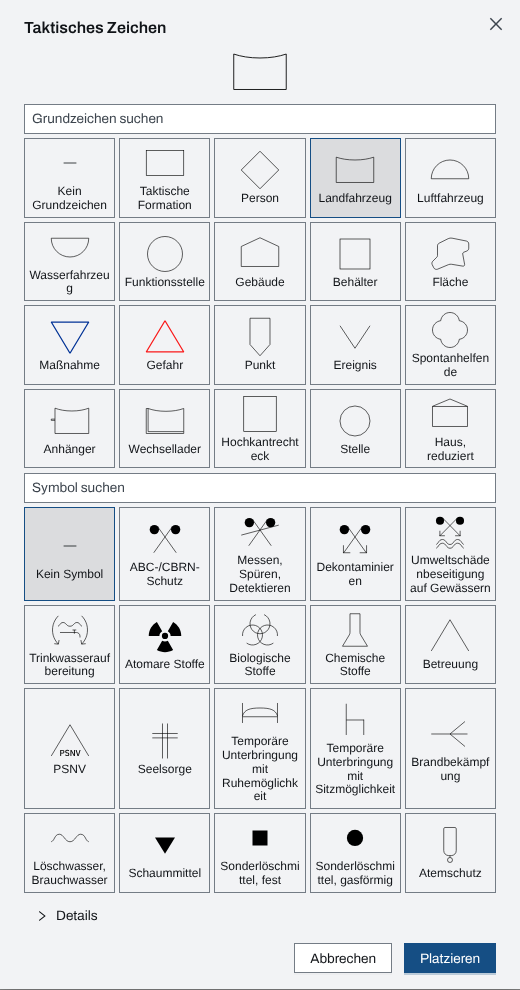 Taktisches Zeichen
Grundzeichen suchen
Kein
Grundzeichen
Taktische
Formation
Person
Landfahrzeug
Luftfahrzeug
Wasserfahrzeu
g
Funktionsstelle
Gebäude
Behälter
Fläche
Maßnahme
Gefahr
Punkt
Ereignis
Spontanhelfen
de
Anhänger
Wechsellader
Hochkantrecht
eck
Stelle
Haus,
reduziert
Symbol suchen
Kein Symbol
ABC-/CBRN-
Schutz
Messen,
Spüren,
Detektieren
Dekontaminier
en
Umweltschäde
nbeseitigung
auf Gewässern
Trinkwasserauf
bereitung
Atomare Stoffe
Biologische
Stoffe
Chemische
Stoffe
Betreuung
PSNV
PSNV
Seelsorge
Temporäre
Unterbringung
mit
Ruhemöglichk
eit
Temporäre
Unterbringung
mit
Sitzmöglichkeit
Brandbekämpf
ung
Löschwasser,
Brauchwasser
Schaummittel
Sonderlöschmi
ttel, fest
Sonderlöschmi
ttel, gasförmig
Atemschutz
Details
Abbrechen
Platzieren